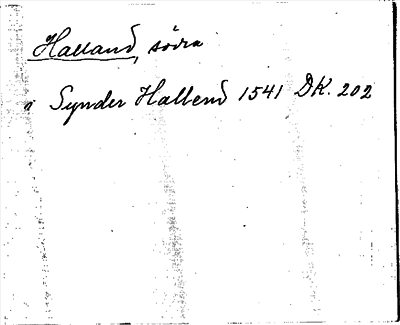 Halland, södra
i Synder Hallend 1541 DK. 202